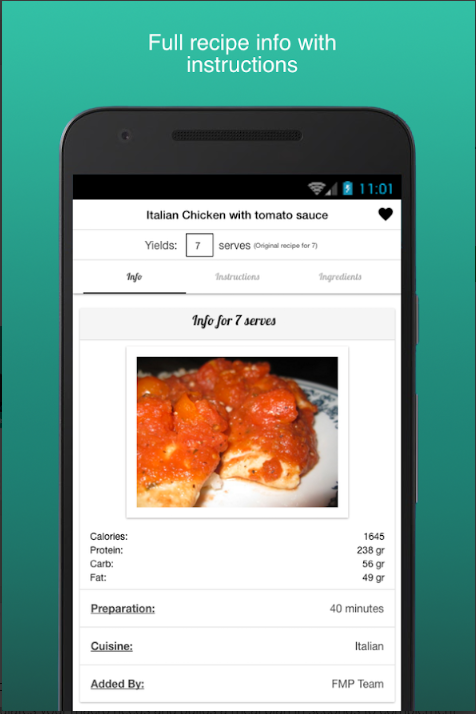 Full recipe info with
instructions
11:01
Italian Chicken with tomato sauce
Yields: 7 serves (Original recipe for 7)
Info Instructions Ingredients
Info for 7 serves
Calories: 1645
Protein: 238 gr
Carb: 56 gr
Fat: 49 gr
Preparation: 40 minutes
Cuisine: Italian
Added By: FMP Team